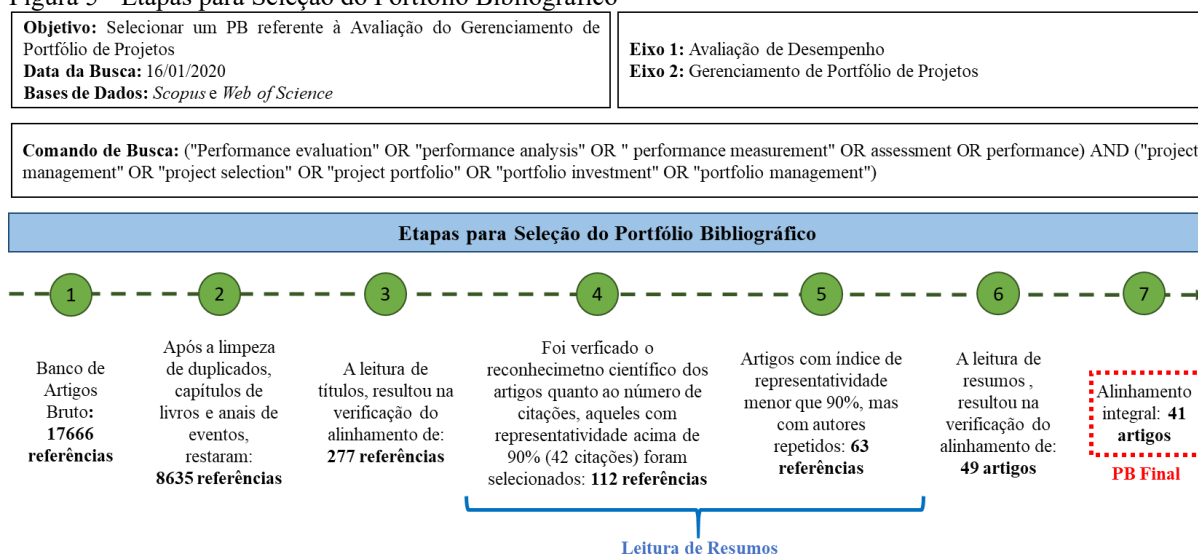 Figura 5 - Etapas para Seleção do Portfólio Bibliográfico
Objetivo: Selecionar um PB referente à Avaliação do Gerenciamento de
Portfólio de Projetos
Data da Busca: 16/01/2020
Bases de Dados: Scopus e Web of Science
Eixo 1: Avaliação de Desempenho
Eixo 2: Gerenciamento de Portfólio de Projetos
Comando de Busca: ("Performance evaluation" OR "performance analysis" OR " performance measurement" OR assessment OR performance) AND ("project
management" OR "project selection" OR "project portfolio" OR "portfolio investment" OR "portfolio management")
Etapas para Seleção do Portfólio Bibliográfico
1
Banco de
Artigos
Bruto:
17666
referências
2
Após a limpeza
de duplicados,
capítulos de
livros e anais de
eventos,
restaram:
8635 referências
3
A leitura de
títulos, resultou na
verificação do
alinhamento de:
277 referências
4
Foi verficado o
reconhecimetno científico dos
artigos quanto ao número de
citações, aqueles com
representatividade acima de
90% (42 citações) foram
selecionados: 112 referências
5
Artigos com índice de
representatividade
menor que 90%, mas
com autores
repetidos: 63
referências
6
A leitura de
resumos ,
resultou na
verificação do
alinhamento de:
49 artigos
7
Alinhamento
integral: 41
artigos
PB Final
Leitura de Resumos